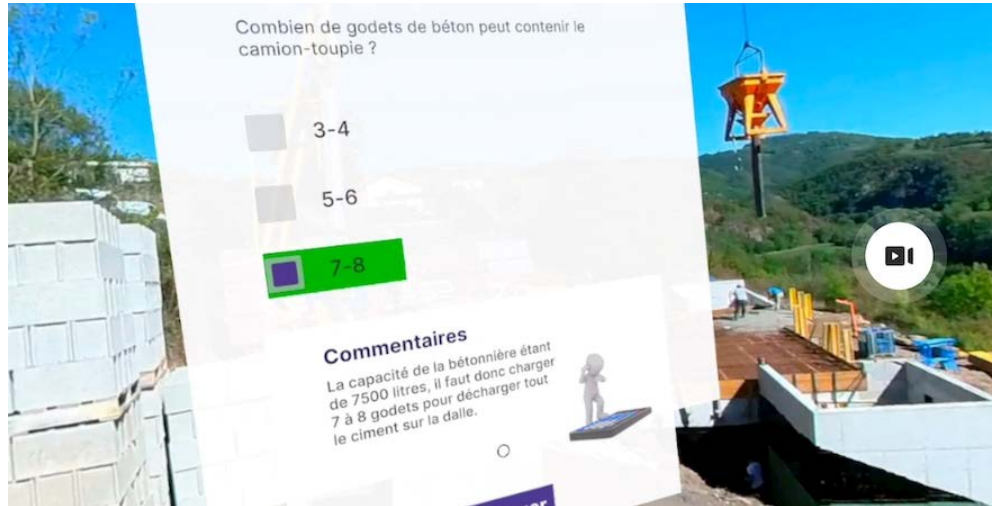 Combien de godets de béton peut contenir le
camion-toupie ?
3-4
5-6
7-8
Commentaires
La capacité de la bétonnière étant
de 7500 litres, il faut donc charger
7 à 8 godets pour décharger tout
le ciment sur la dalle.